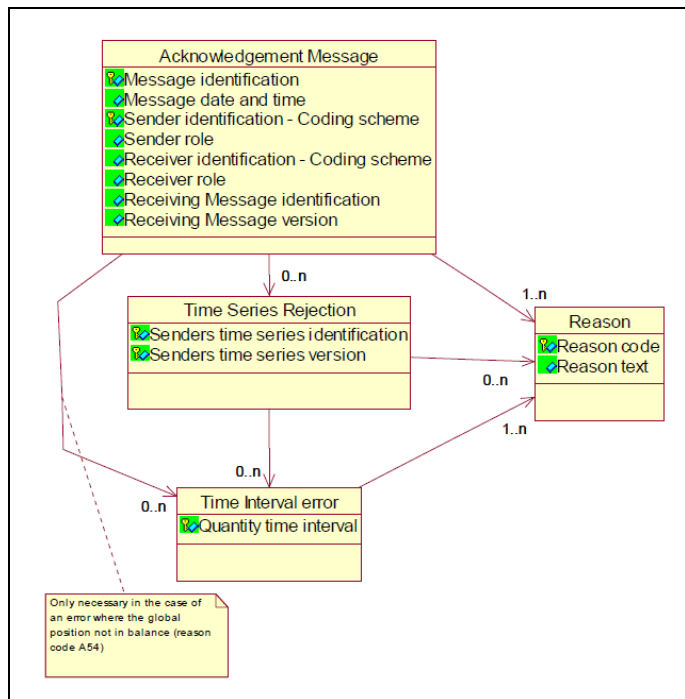 Acknowledgement Message
Message identification
Message date and time
Sender identification - Coding scheme
Sender role
Receiver identification - Coding scheme
Receiver role
Receiving Message identification
Receiving Message version
0..n
1..n
Time Series Rejection
Senders time series identification
Senders time series version
Reason
Reason code
Reason text
0..n
1..n
0..n
0..n
Time Interval error
Quantity time interval
Only necessary in the case of
an error where the global
position not in balance (reason
code A54)